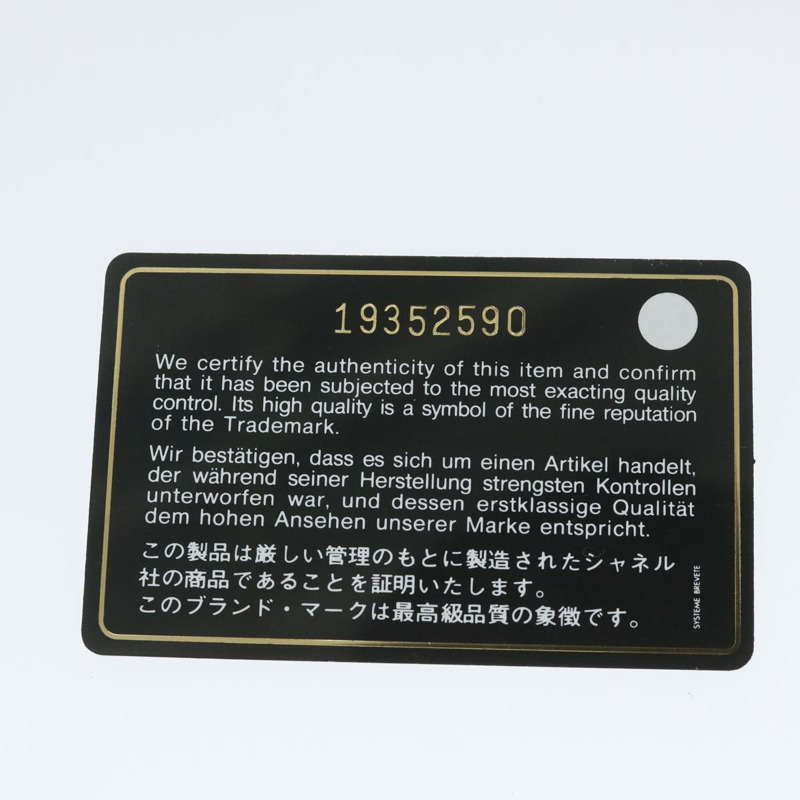 19352590
We certify the authenticity of this item and confirm
that it has been subjected to the most exacting quality
control. Its high quality is a symbol of the fine reputation
of the Trademark.
Wir bestätigen, dass es sich um einen Artikel handelt,
der während seiner Herstellung strengsten Kontrollen
unterworfen war, und dessen erstklassige Qualität
dem hohen Ansehen unserer Marke entspricht.
この製品は厳しい管理のもとに製造されたシャネル
社の商品であることを証明いたします。
このブランド・マークは最高級品質の象徴です。
SYSTEME BREVETE